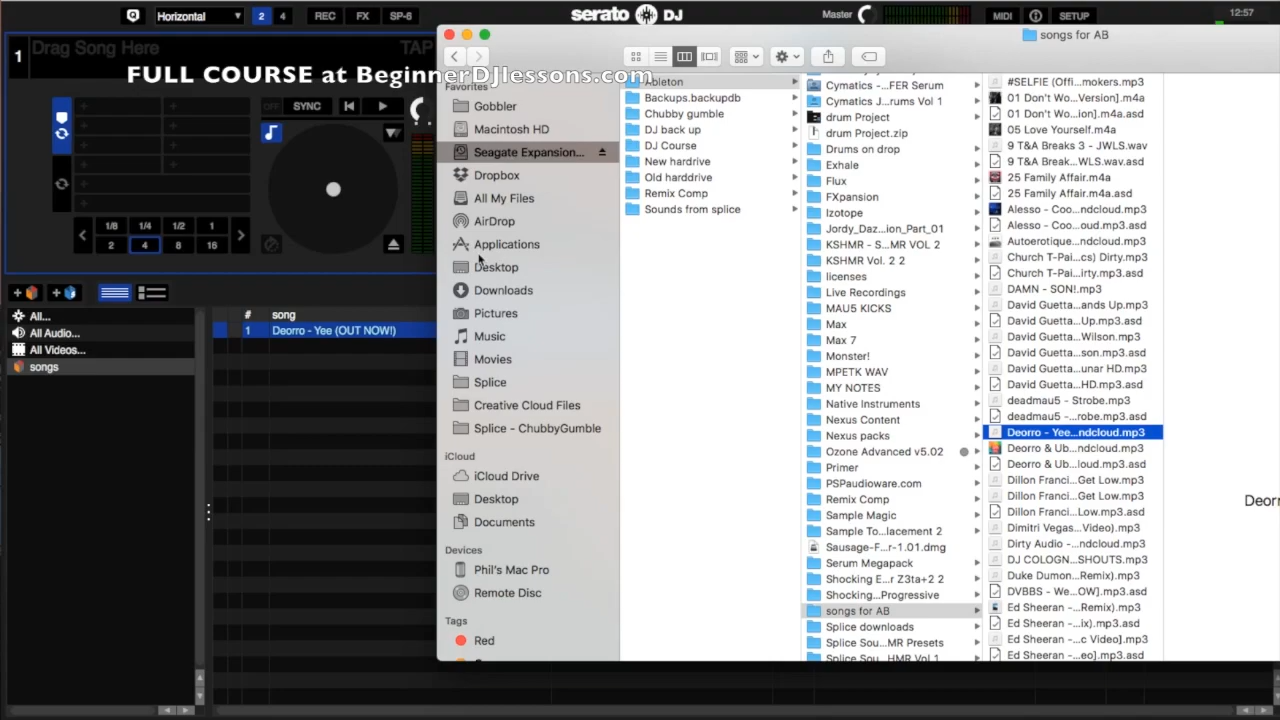 Horizontal
2 4
REC
FX
SP-6
serato DJ
Master
MIDI
SETUP
12:57
1
Drag Song Here
TAP
FULL COURSE at BeginnerDJlessons.com
OFF
SYNC
1/8 1/4 1/2 1
2 4 8 16
# song
1 Deorro - Yee (OUT NOW!)
All...
All Audio...
All Videos...
songs
songs for AB
Favorites
Gobbler
Macintosh HD
Seagate Expansion...
Dropbox
All My Files
AirDrop
Applications
Desktop
Downloads
Pictures
Music
Movies
Splice
Creative Cloud Files
Splice - ChubbyGumble
iCloud
iCloud Drive
Desktop
Documents
Devices
Phil's Mac Pro
Remote Disc
Tags
Red
Ableton
Backups.backupdb
Chubby gumble
DJ back up
DJ Course
New hardrive
Old harddrive
Remix Comp
Sounds from splice
Cymatics -...FER Serum
Cymatics J...rums Vol 1
drum Project
drum Project.zip
Drums on drop
Exhale
Flux
FXpansion
Izotope
Jordy_Daz...ion_Part_01
KSHMR - S...MR VOL 2
KSHMR Vol. 2 2
licenses
Live Recordings
MAU5 KICKS
Max
Max 7
Monster!
MPETK WAV
MY NOTES
Native Instruments
Nexus Content
Nexus packs
Ozone Advanced v5.02
Primer
PSPaudioware.com
Remix Comp
Sample Magic
Sample To...lacement 2
Sausage-F...r-1.01.dmg
Serum Megapack
Shocking E...r Z3ta+2 2
Shocking...Progressive
songs for AB
Splice downloads
Splice Sou...MR Presets
Splice Sou...HMR Vol 1
#SELFIE (Offi...mokers.mp3
01 Don't Wo...Version].m4a
01 Don't Wo...ion].m4a.asd
05 Love Yourself.m4a
9 T&A Breaks 3 - JWLS.wav
9 T&A Break...WLS.wav.asd
25 Family Affair.m4a
25 Family Affair.m4a.asd
Alesso - Coo...ndcloud.mp3
Alesso - Coo...oud.mp3.asd
Autoerotique...ndcloud.mp3
Church T-Pai...cs) Dirty.mp3
Church T-Pai...irty.mp3.asd
DAMN - SON!.mp3
David Guetta...ands Up.mp3
David Guetta...Up.mp3.asd
David Guetta...Wilson.mp3
David Guetta...son.mp3.asd
David Guetta...unar HD.mp3
David Guetta...HD.mp3.asd
deadmau5 - Strobe.mp3
deadmau5 -...robe.mp3.asd
Deorro - Yee...ndcloud.mp3
Deorro & Ub...ndcloud.mp3
Deorro & Ub...loud.mp3.asd
Dillon Franci...Get Low.mp3
Dillon Franci...Get Low.mp3
Dillon Franci...Low.mp3.asd
Dimitri Vegas...Video).mp3
Dirty Audio -...ndcloud.mp3
DJ COLOGN...SHOUTS.mp3
Duke Dumon...Remix).mp3
DVBBS - We...OW].mp3.asd
Ed Sheeran -...Remix).mp3
Ed Sheeran -...ix).mp3.asd
Ed Sheeran -...c Video].mp3
Ed Sheeran -...eo].mp3.asd
Deorr